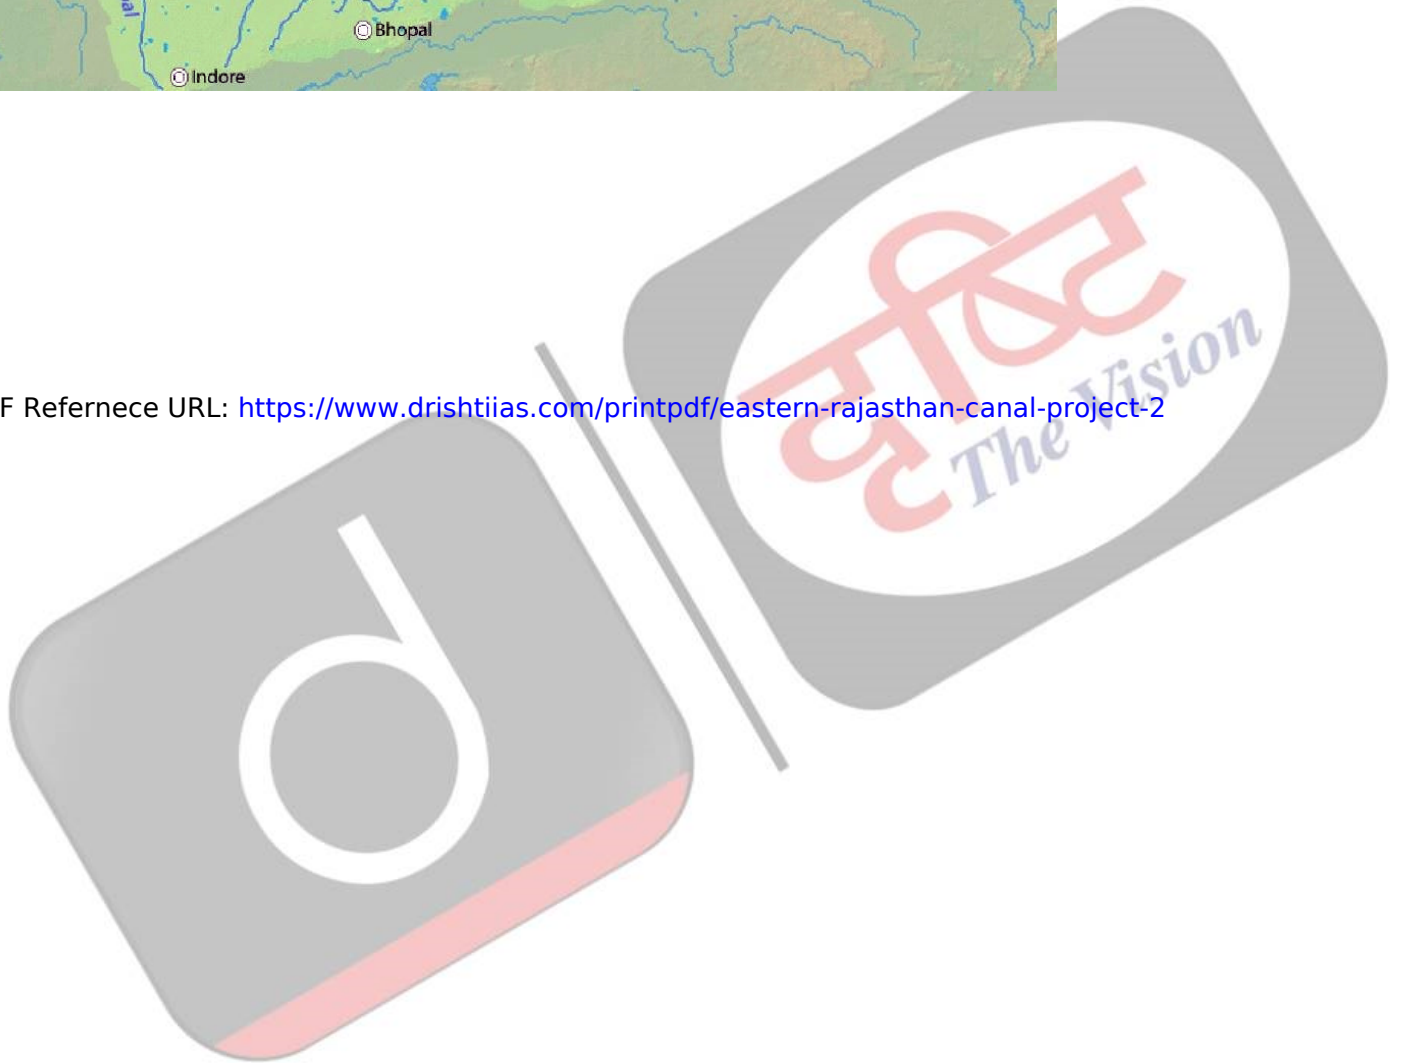 Bhopal
Indore
F Refernece URL: https://www.drishtiias.com/printpdf/eastern-rajasthan-canal-project-2
दृष्टि
The Vision
d